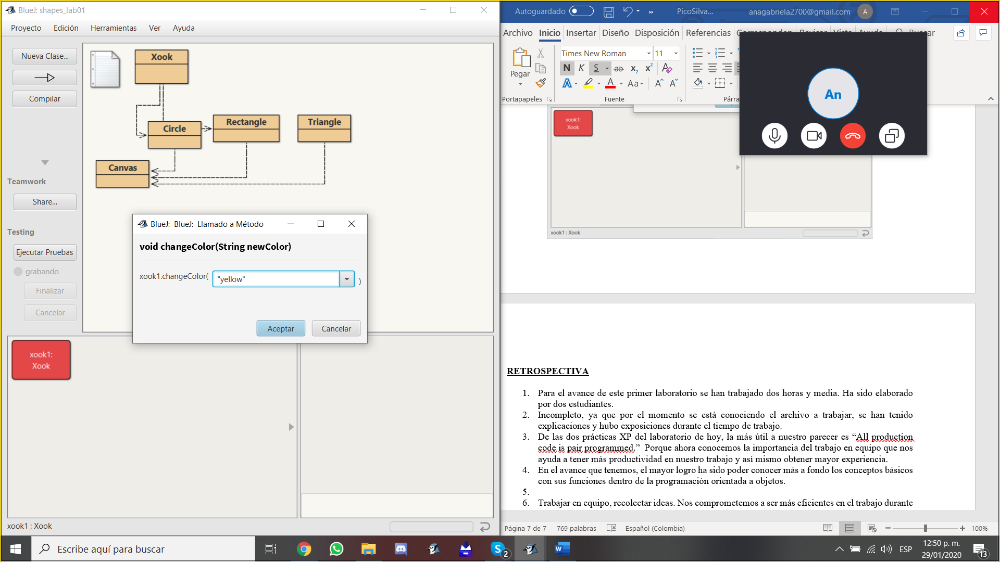 BlueJ: shapes_lab01
Proyecto Edición Herramientas Ver Ayuda
Nueva Clase...
Compilar
Teamwork
Share...
Testing
Ejecutar Pruebas
grabando
Finalizar
Cancelar
Xook
Circle
Rectangle
Triangle
Canvas
BlueJ: BlueJ: Llamado a Método
void changeColor(String newColor)
xook1.changeColor( "yellow" )
Aceptar Cancelar
xook1:
Xook
xook1 : Xook
Autoguardado PicoSilva... anagabriela2700@gmail.com A
Archivo Inicio Insertar Diseño Disposición Referencias
Buscar
Pegar
Times New Roman 11
N K S ab x₂ x²
A A Aa A A
Portapapeles Fuente Párra
An
xook1:
Xook
xook1 : Xook
RETROSPECTIVA
1. Para el avance de este primer laboratorio se han trabajado dos horas y media. Ha sido elaborado
por dos estudiantes.
2. Incompleto, ya que por el momento se está conociendo el archivo a trabajar, se han tenido
explicaciones y hubo exposiciones durante el tiempo de trabajo.
3. De las dos prácticas XP del laboratorio de hoy, la más útil a nuestro parecer es “All production
code is pair programmed.” Porque ahora conocemos la importancia del trabajo en equipo que nos
ayuda a tener más productividad en nuestro trabajo y así mismo obtener mayor experiencia.
4. En el avance que tenemos, el mayor logro ha sido poder conocer más a fondo los conceptos básicos
con sus funciones dentro de la programación orientada a objetos.
5.
6. Trabajar en equipo, recolectar ideas. Nos comprometemos a ser más eficientes en el trabajo durante
Página 7 de 7 769 palabras Español (Colombia) 100%
Escribe aquí para buscar
2
ESP
12:50 p. m.
29/01/2020
13